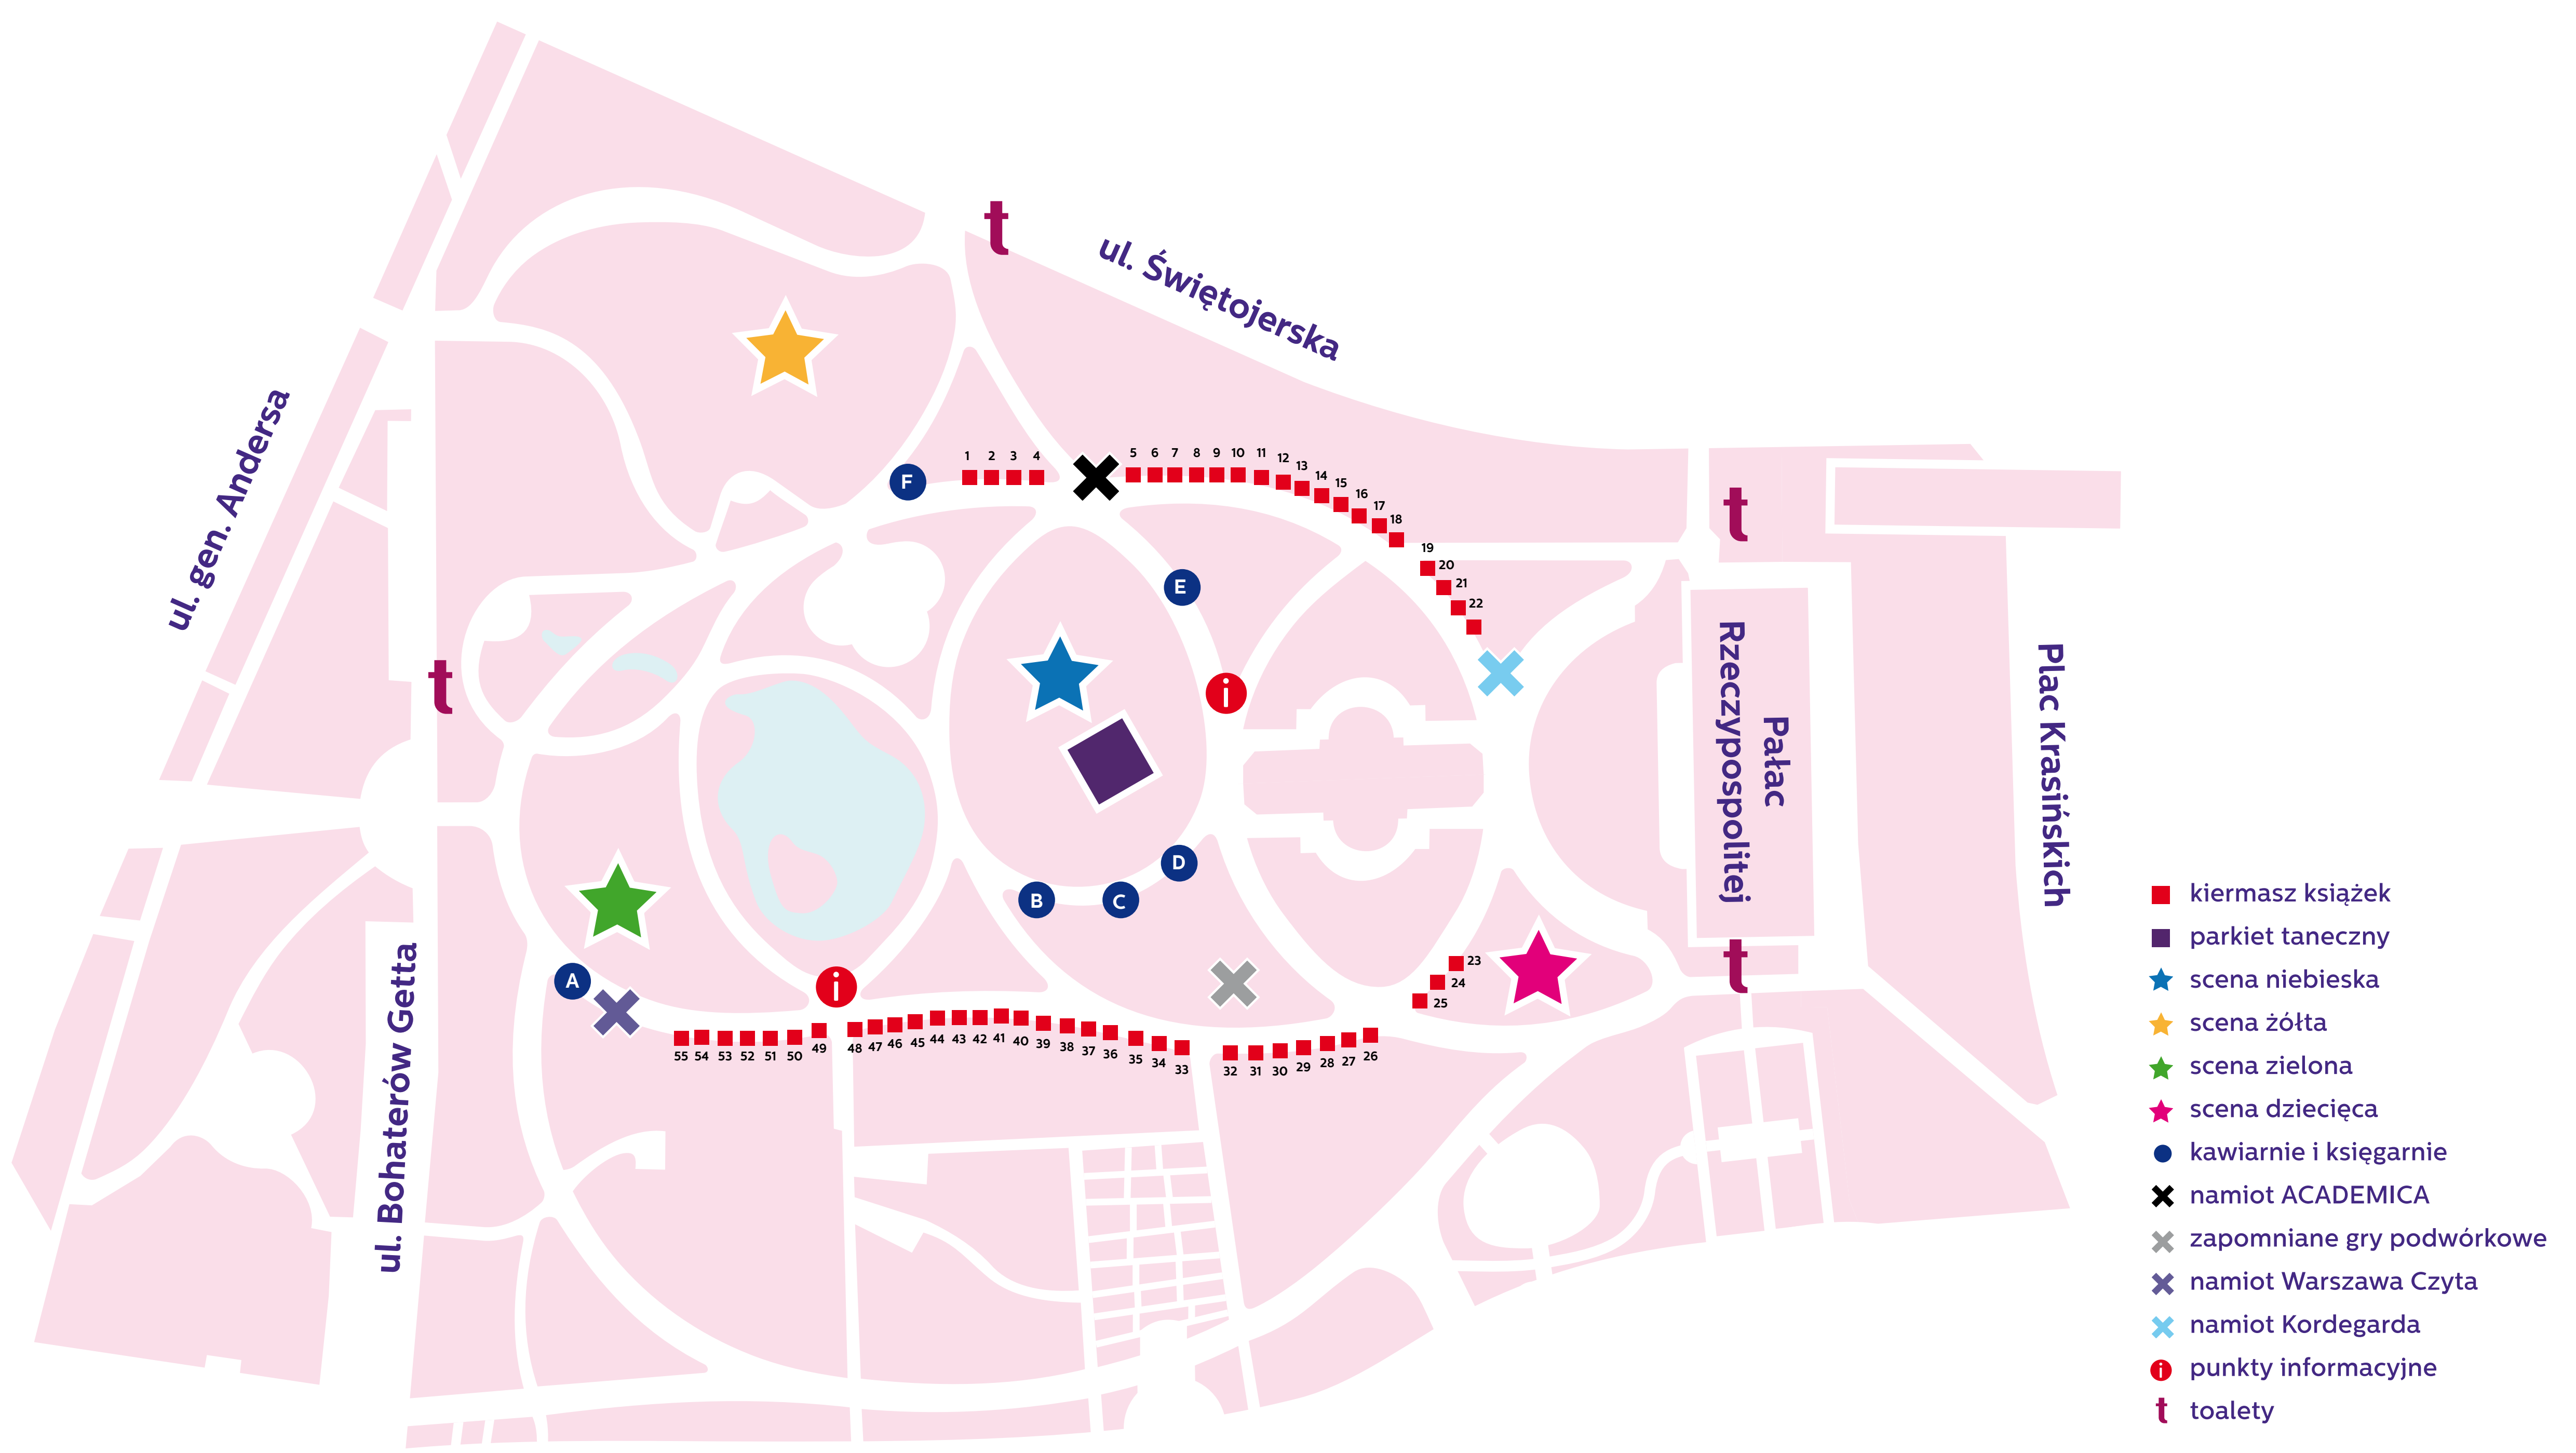 t
ul. Świętojerska
ul. gen. Andersa
1 2 3 4
5 6 7 8 9 10 11 12 13 14 15 16 17 18
19
20
21
22
F
E
t
t
i
Pałac
Rzeczypospolitej
Plac Krasińskich
D
B
C
A
i
t
23
24
25
55 54 53 52 51 50 49 48 47 46 45 44 43 42 41 40 39 38 37 36 35 34 33 32 31 30 29 28 27 26
ul. Bohaterów Getta
kiermasz książek
parkiet taneczny
scena niebieska
scena żółta
scena zielona
scena dziecięca
kawiarnie i księgarnie
namiot ACADEMICA
zapomniane gry podwórkowe
namiot Warszawa Czyta
namiot Kordegarda
i punkty informacyjne
t toalety